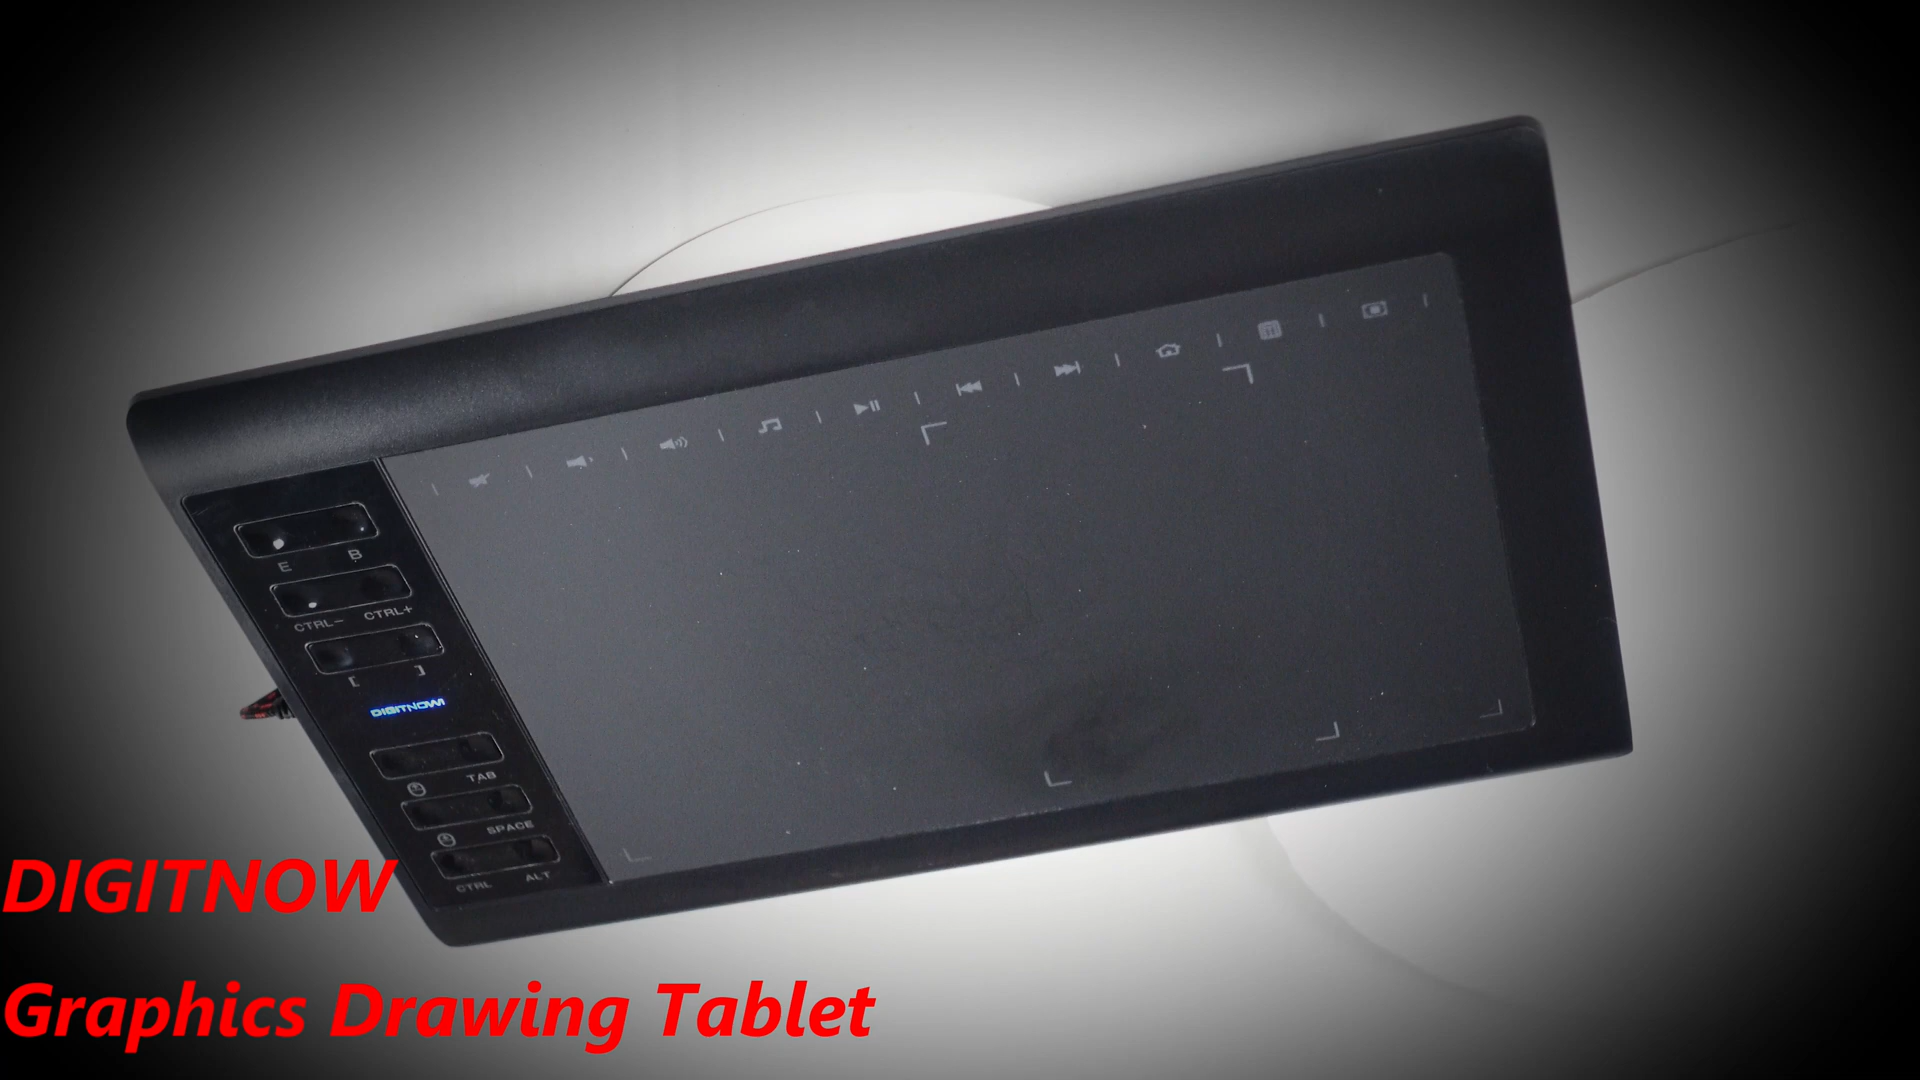 E B
CTRL− CTRL+
[ ]
DIGITNOW!
TAB
SPACE
CTRL ALT
DIGITNOW
Graphics Drawing Tablet